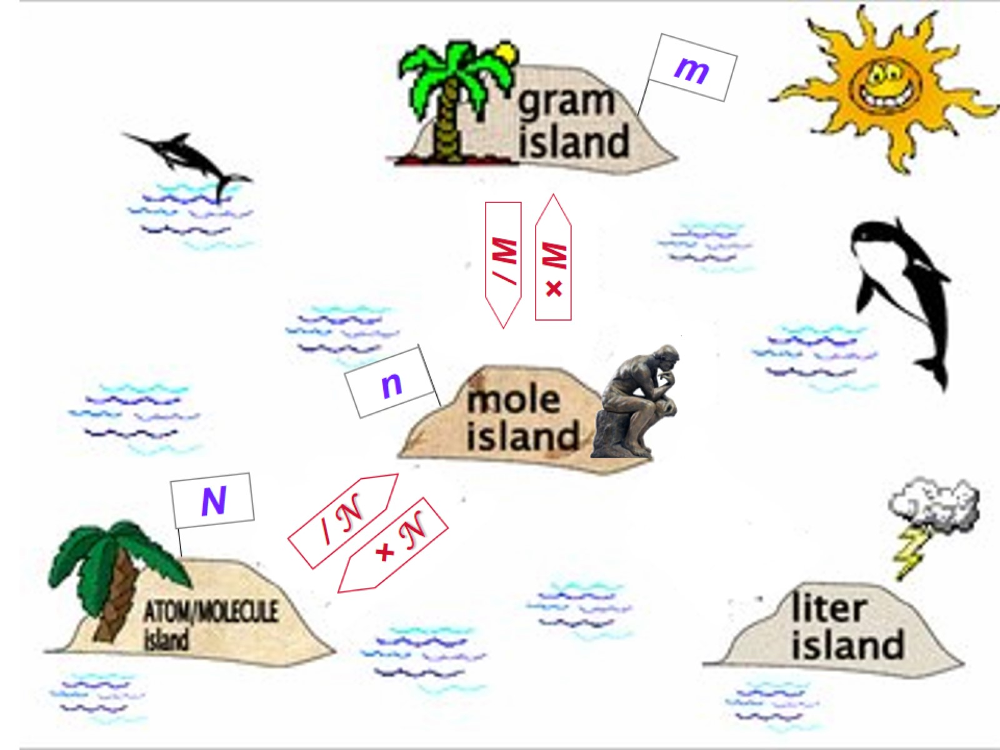 m
gram
island
/ M
× M
n
mole
island
N
/ 𝒩
× 𝒩
ATOM/MOLECULE
island
liter
island